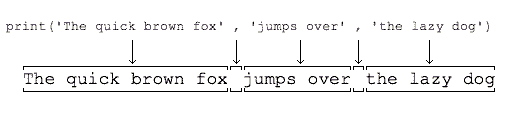 print('The quick brown fox' , 'jumps over' , 'the lazy dog')
The quick brown fox jumps over the lazy dog